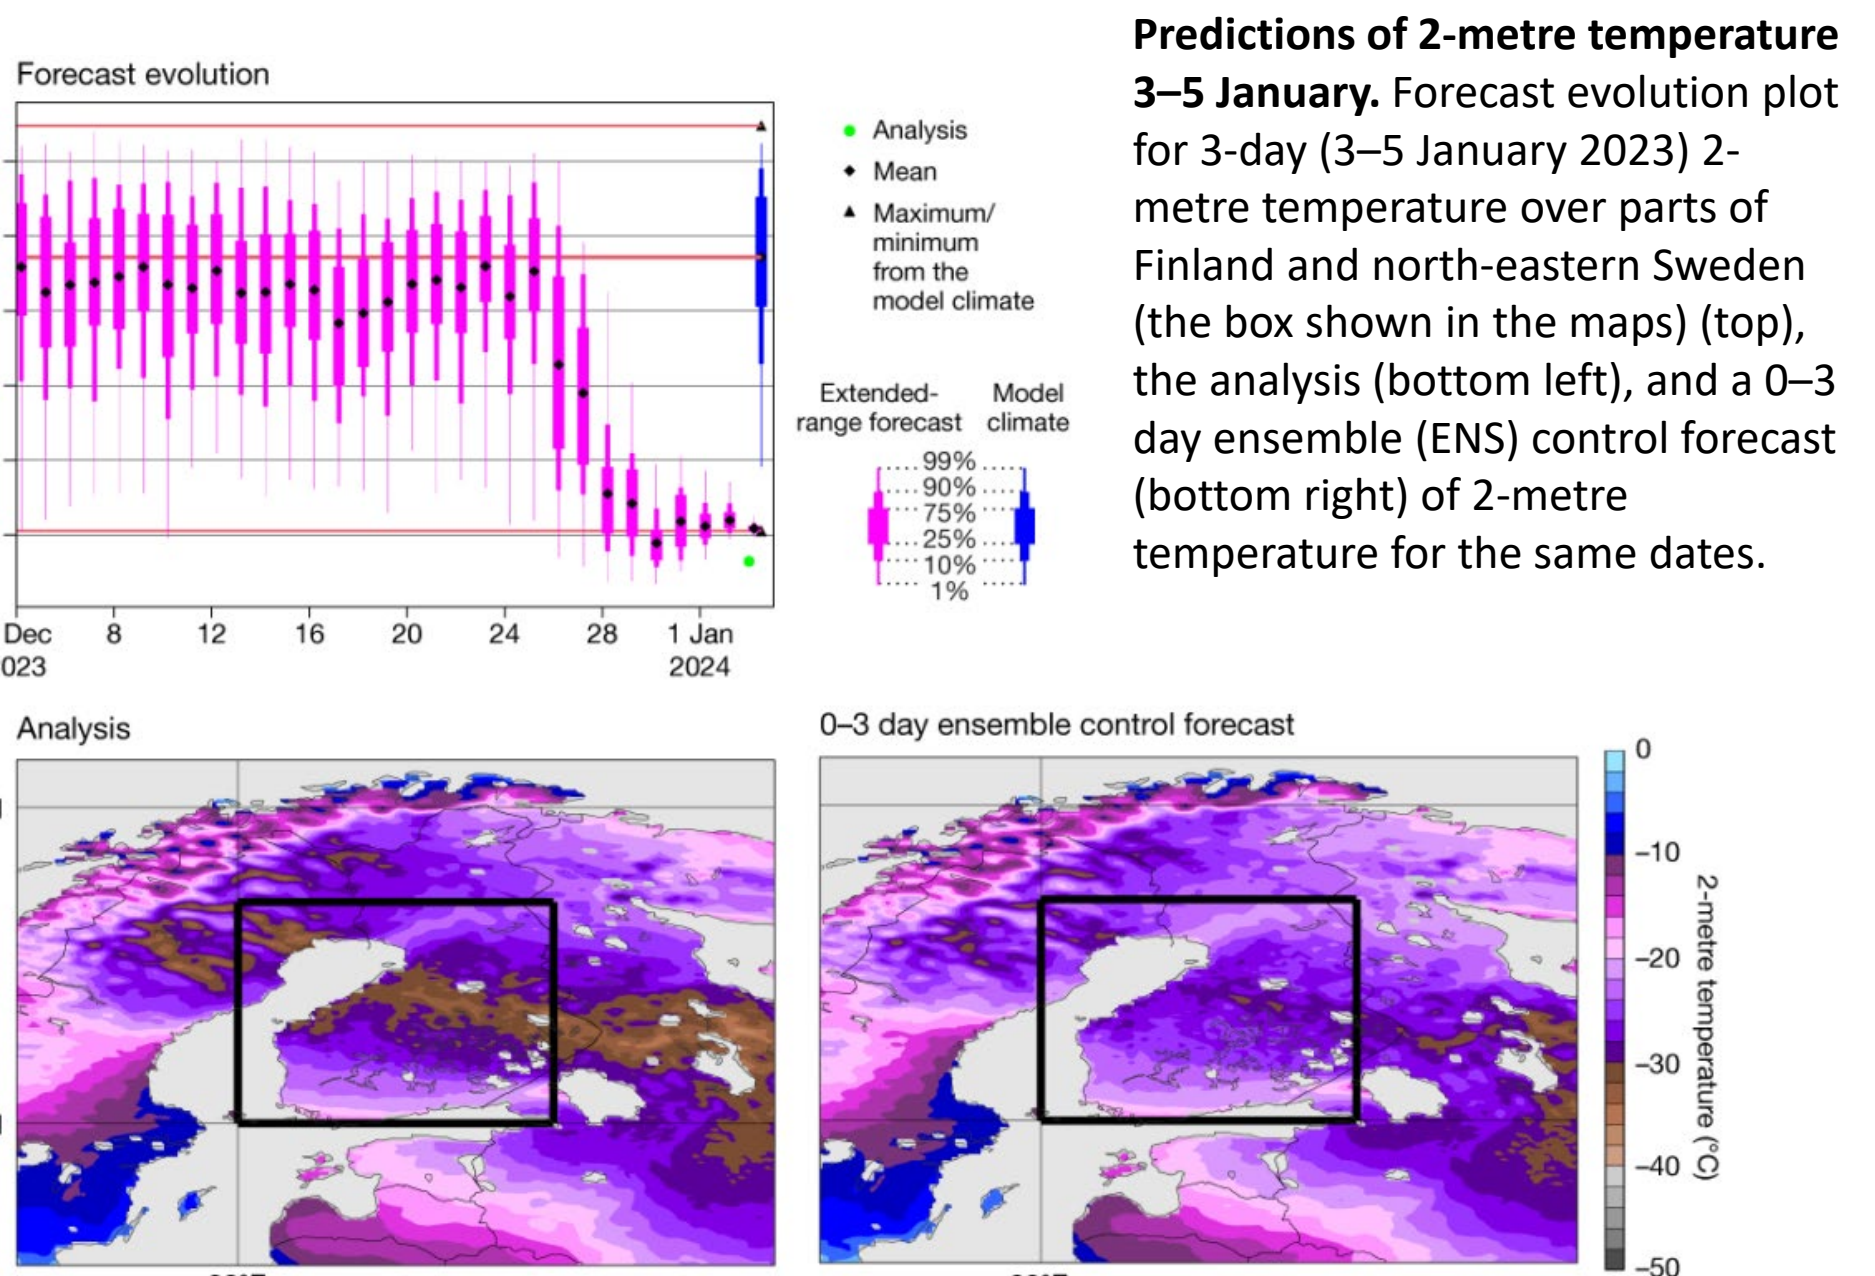 Forecast evolution
Analysis
Mean
Maximum/
minimum
from the
model climate
Extended-
range forecast
Model
climate
99%
90%
75%
25%
10%
1%
Dec
023
8
12
16
20
24
28
1 Jan
2024
Predictions of 2-metre temperature
3–5 January. Forecast evolution plot
for 3-day (3–5 January 2023) 2-
metre temperature over parts of
Finland and north-eastern Sweden
(the box shown in the maps) (top),
the analysis (bottom left), and a 0–3
day ensemble (ENS) control forecast
(bottom right) of 2-metre
temperature for the same dates.
Analysis
0–3 day ensemble control forecast
0
–10
–20
–30
–40
–50
2-metre temperature (°C)